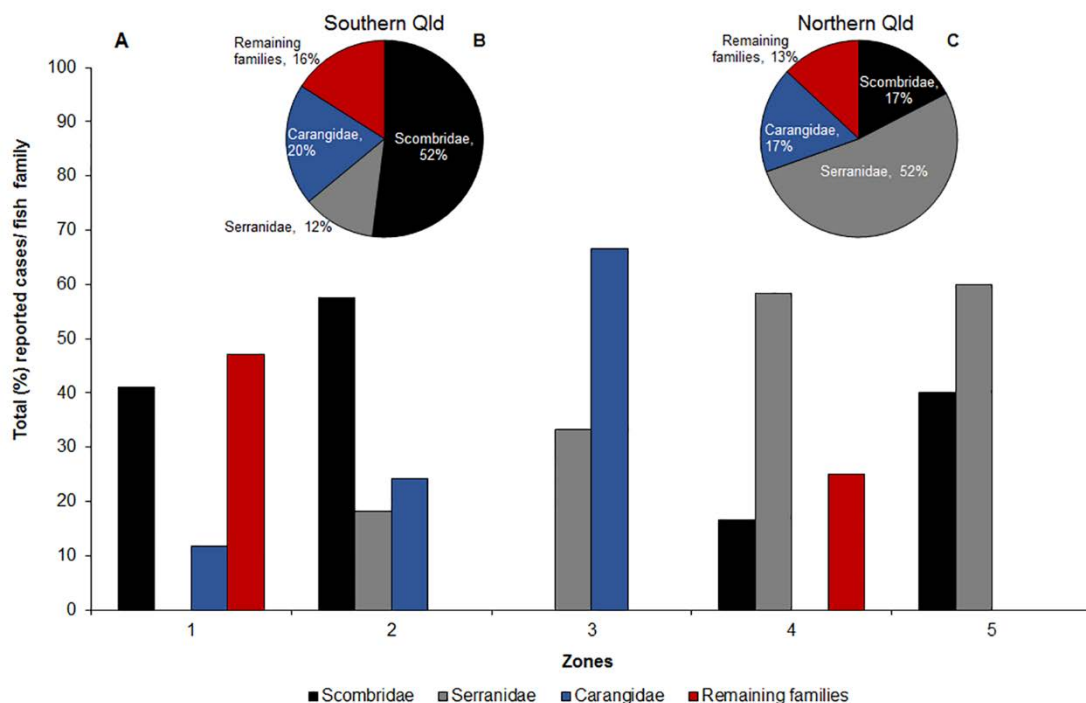 Southern Qld
Northern Qld
A
B
C
Remaining
families, 16%
Carangidae,
20%
Scombridae,
52%
Serranidae, 12%
Remaining
families, 13%
Scombridae,
17%
Carangidae,
17%
Serranidae, 52%
Total (%) reported cases/ fish family
100
90
80
70
60
50
40
30
20
10
0
1
2
3
4
5
Zones
Scombridae
Serranidae
Carangidae
Remaining families